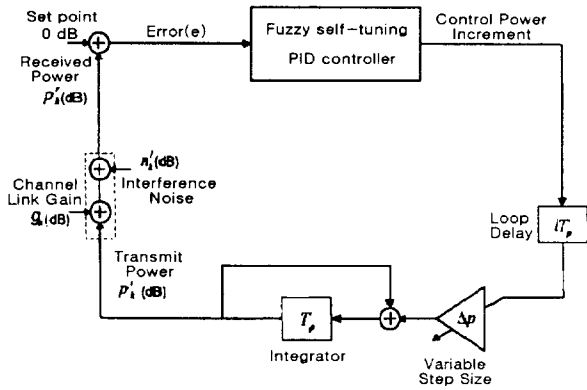 Set point
0 dB
Error(e)
Fuzzy self-tuning
PID controller
Control Power
Increment
Received
Power
p'ₖ(dB)
n'ₖ(dB)
Interference
Noise
Channel
Link Gain
gₖ(dB)
Loop
Delay
lTₚ
Transmit
Power
p'ₖ (dB)
Tₚ
Integrator
Δp
Variable
Step Size